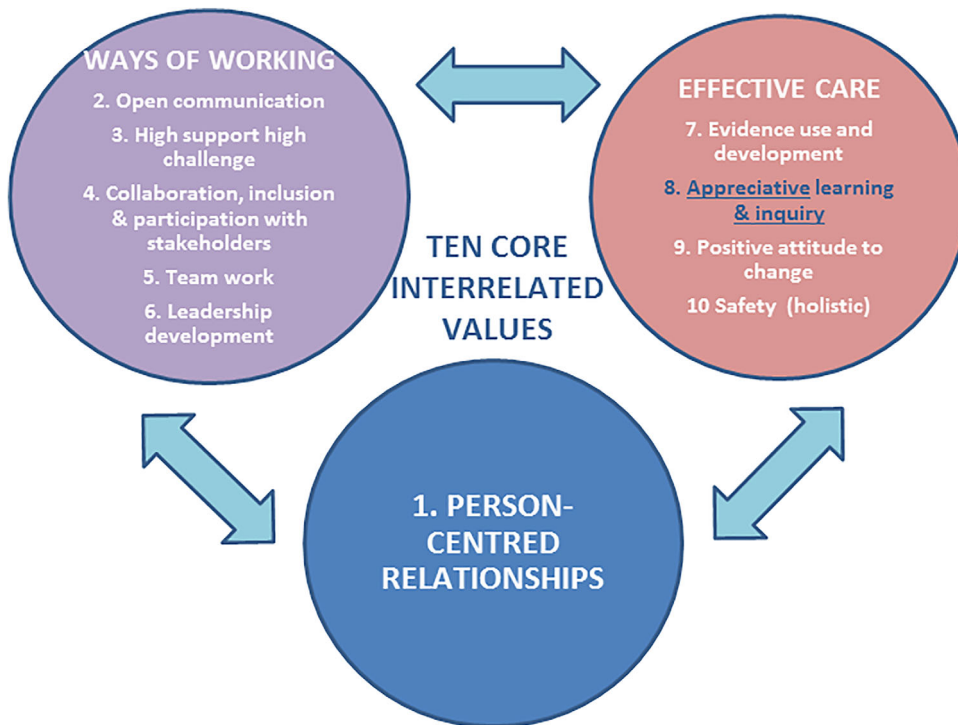 WAYS OF WORKING
2. Open communication
3. High support high
challenge
4. Collaboration, inclusion
& participation with
stakeholders
5. Team work
6. Leadership
development
EFFECTIVE CARE
7. Evidence use and
development
8. Appreciative learning
& inquiry
9. Positive attitude to
change
10 Safety  (holistic)
TEN CORE
INTERRELATED
VALUES
1. PERSON-
CENTRED
RELATIONSHIPS